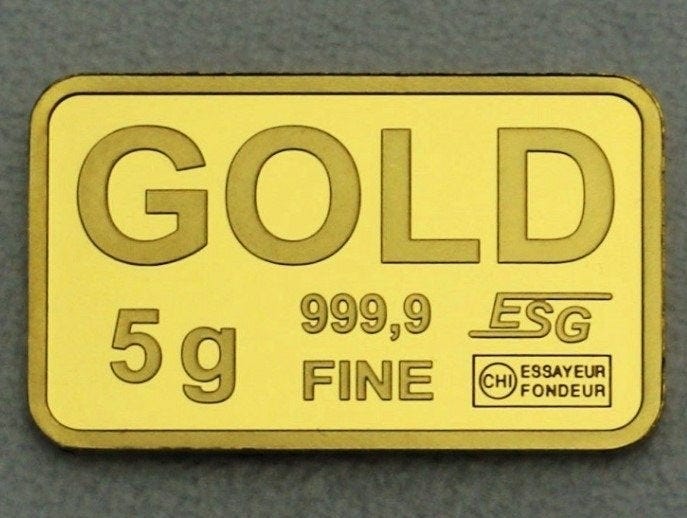 GOLD
5g
999,9
FINE
ESG
CHI ESSAYEUR
FONDEUR